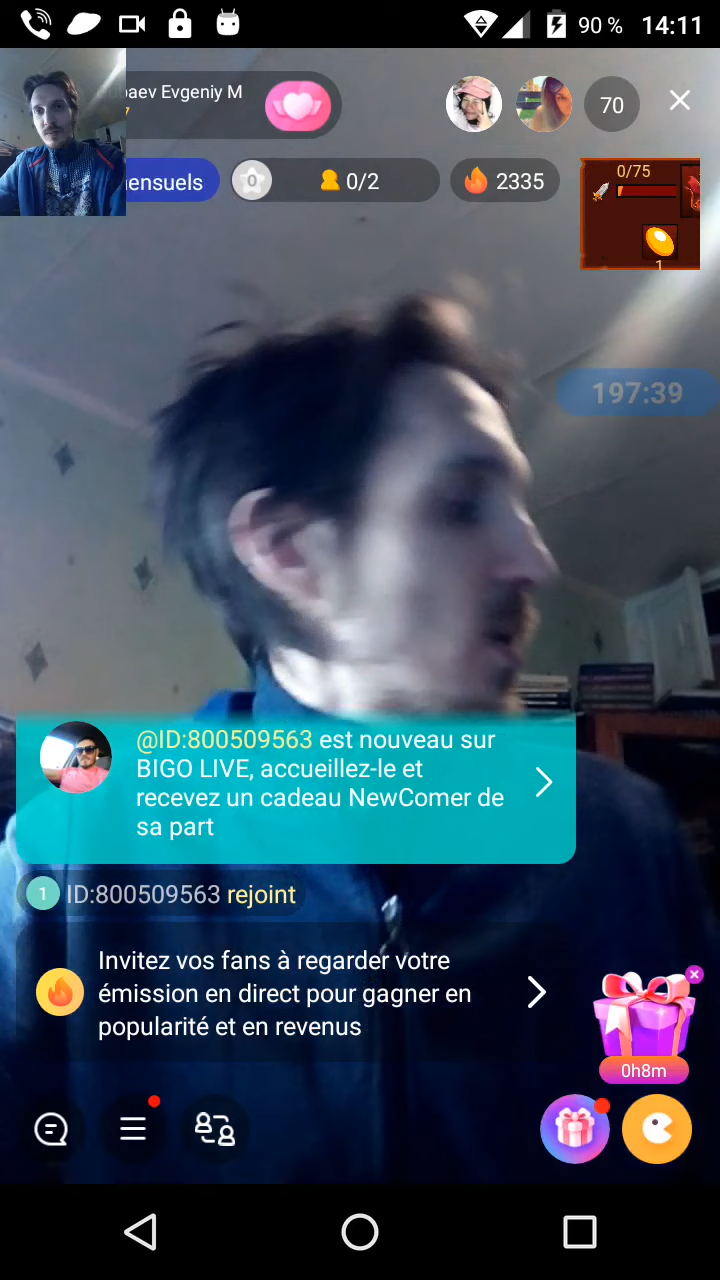 90 % 14:11
baev Evgeniy M
70
mensuels
0
0/2
2335
0/75
1
197:39
@ID:800509563 est nouveau sur
BIGO LIVE, accueillez-le et
recevez un cadeau NewComer de
sa part
1 ID:800509563 rejoint
Invitez vos fans à regarder votre
émission en direct pour gagner en
popularité et en revenus
0h8m